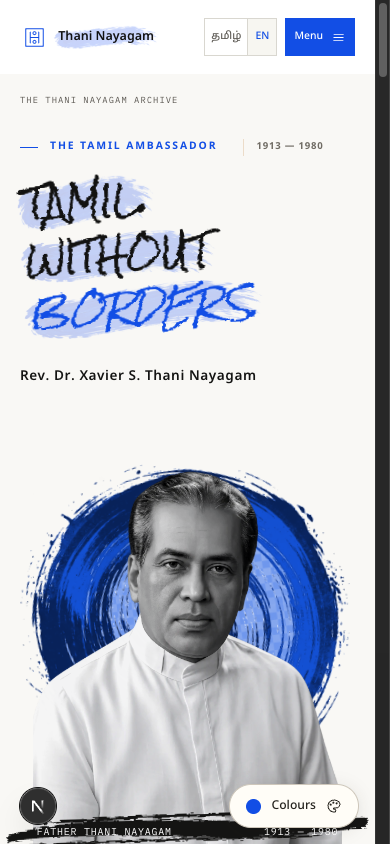 Thani Nayagam
தமிழ்
EN
Menu
THE THANI NAYAGAM ARCHIVE
THE TAMIL AMBASSADOR
1913 — 1980
TAMIL
WITHOUT
BORDERS
Rev. Dr. Xavier S. Thani Nayagam
N
Colours
FATHER THANI NAYAGAM
1913 — 1980